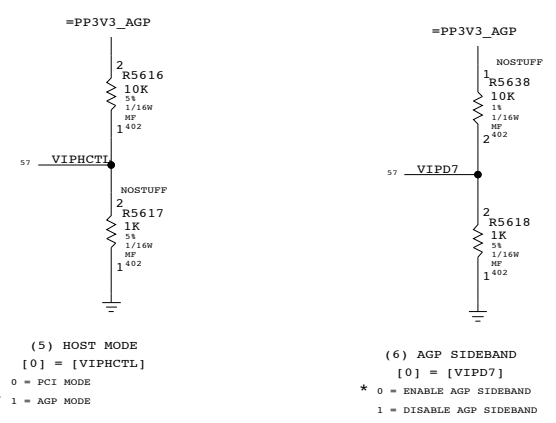 =PP3V3_AGP
2
R5616
10K
5%
1/16W
MF
402
1
57
VIPHCTL
NOSTUFF
2
R5617
1K
5%
1/16W
MF
402
1
(5) HOST MODE
[0] = [VIPHCTL]
0 = PCI MODE
1 = AGP MODE
=PP3V3_AGP
NOSTUFF
1
R5638
10K
1%
1/16W
MF
402
2
57
VIPD7
2
R5618
1K
5%
1/16W
MF
402
1
(6) AGP SIDEBAND
[0] = [VIPD7]
* 0 = ENABLE AGP SIDEBAND
1 = DISABLE AGP SIDEBAND